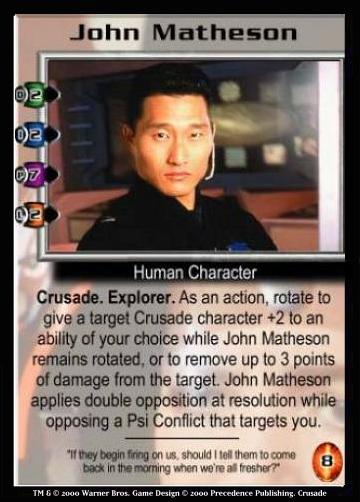 John Matheson
D 2
I 2
P 7
L 2
Human Character
Crusade. Explorer. As an action, rotate to
give a target Crusade character +2 to an
ability of your choice while John Matheson
remains rotated, or to remove up to 3 points
of damage from the target. John Matheson
applies double opposition at resolution while
opposing a Psi Conflict that targets you.
"If they begin firing on us, should I tell them to come
back in the morning when we're all fresher?"
8
TM & © 2000 Warner Bros. Game Design © 2000 Precedence Publishing. Crusade